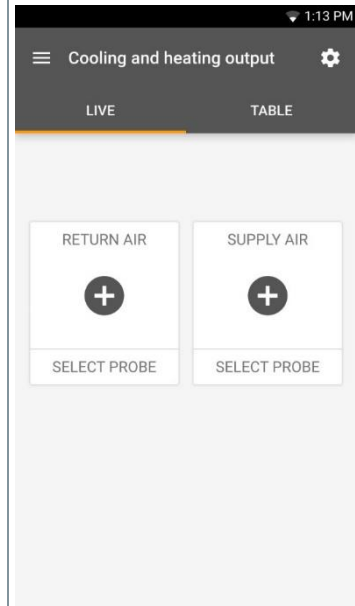 1:13 PM
Cooling and heating output
LIVE TABLE
RETURN AIR SUPPLY AIR
SELECT PROBE SELECT PROBE